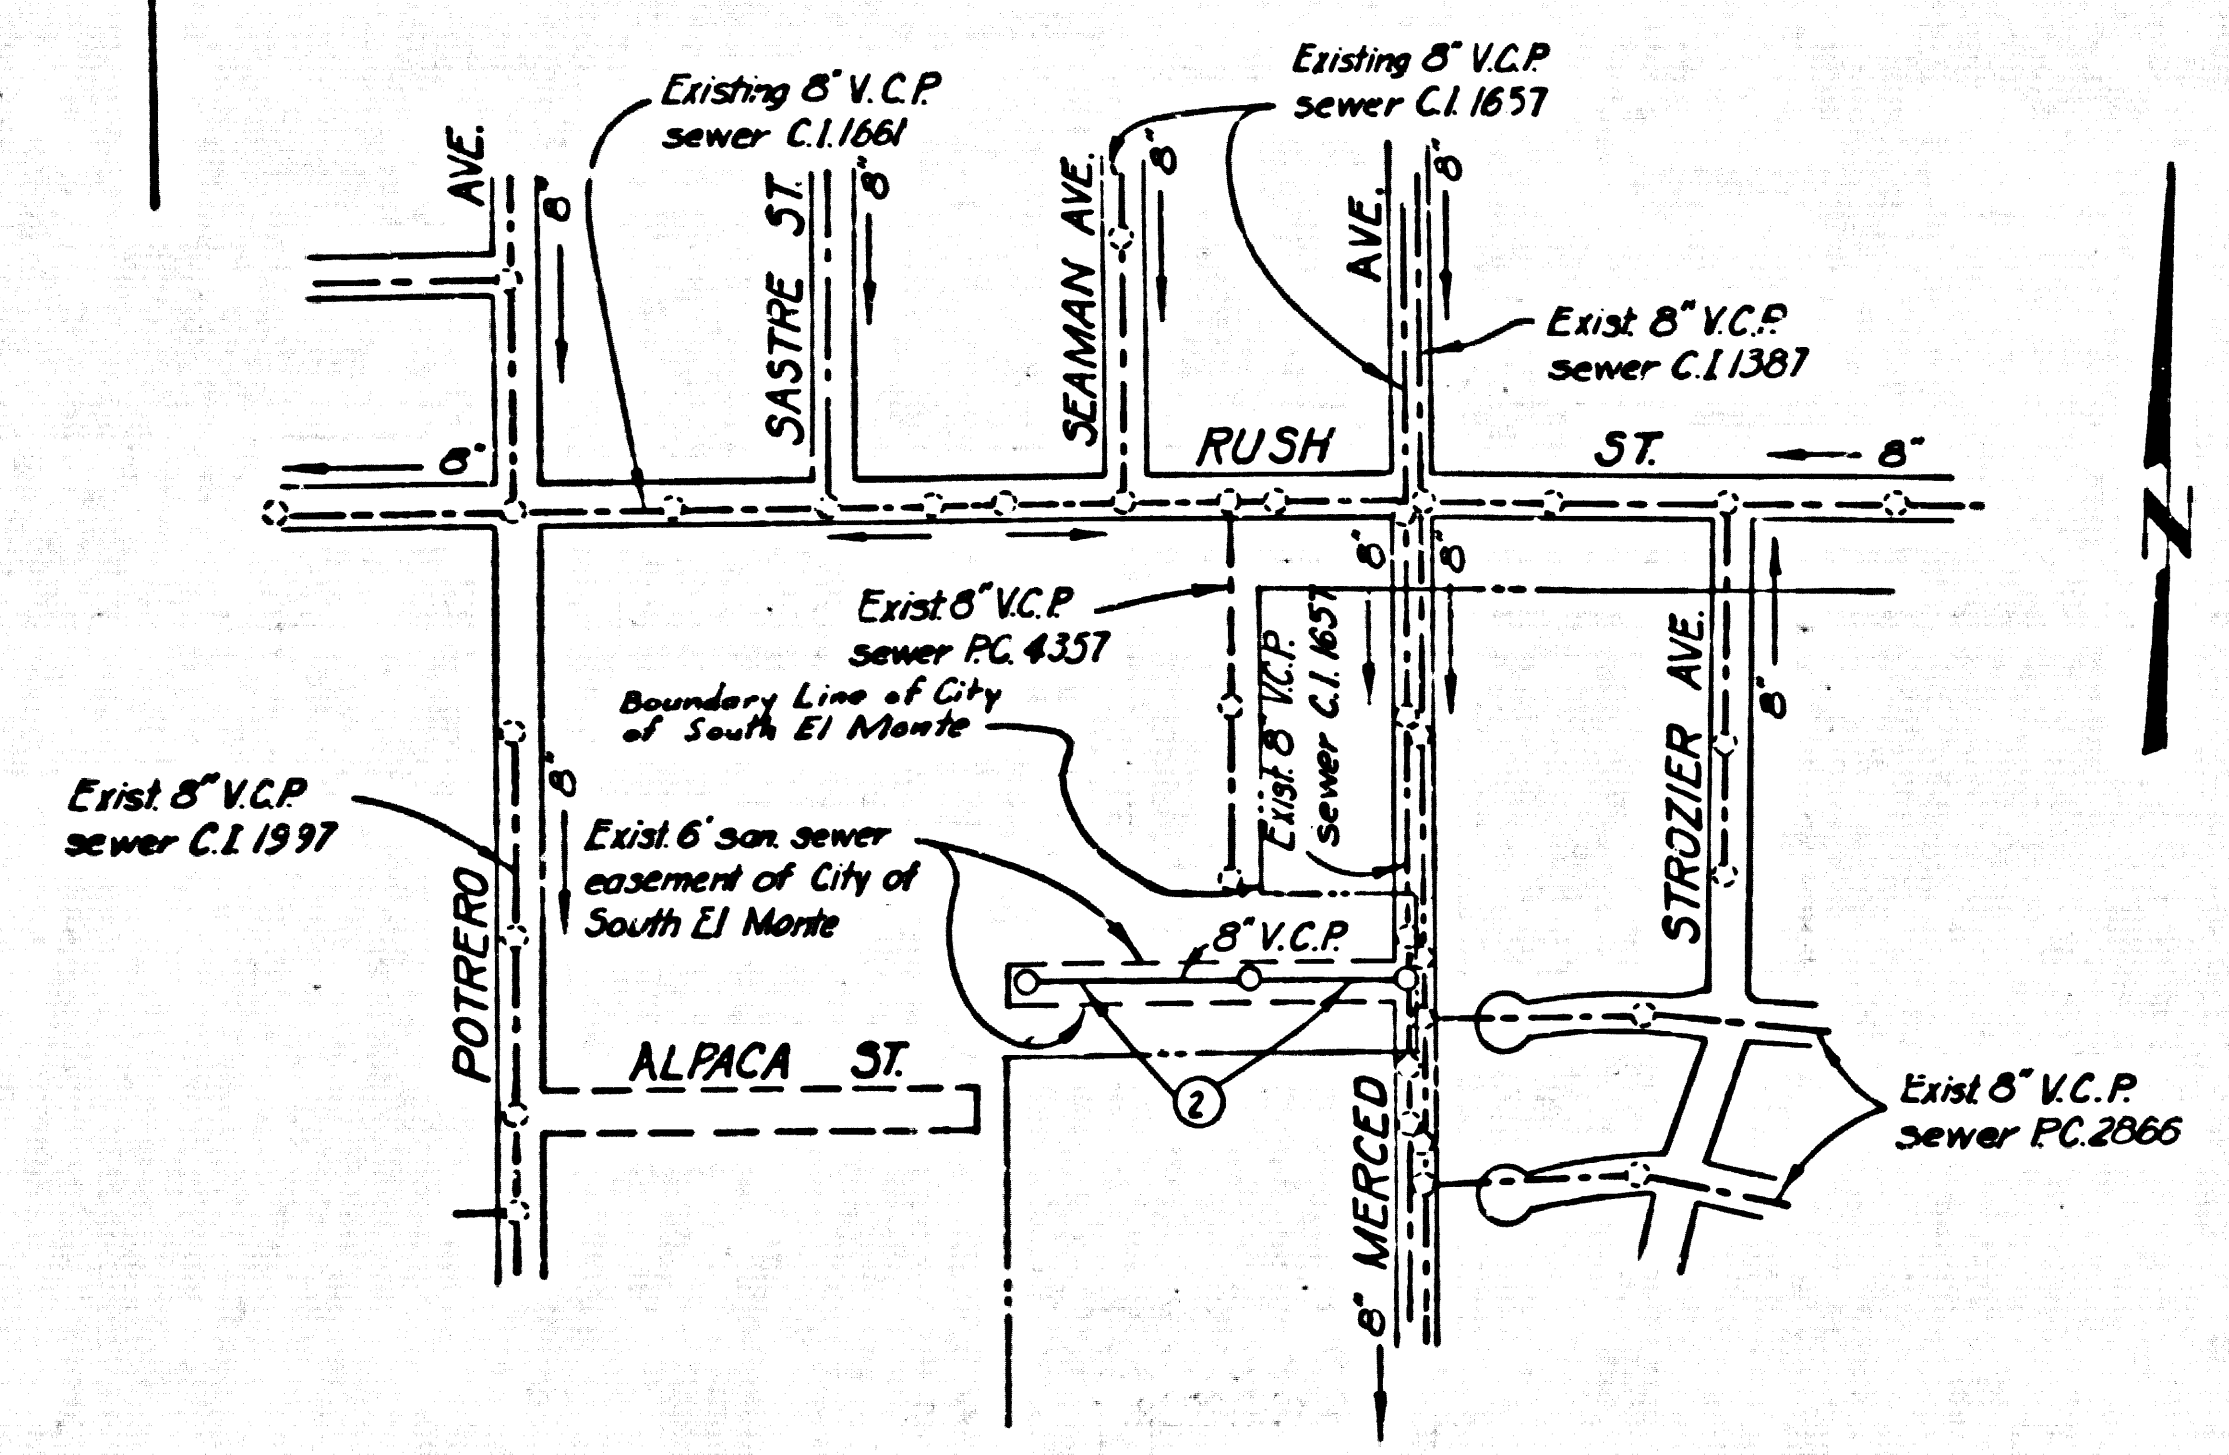 Existing 8" V.C.P.
sewer C.I. 1661
Existing 8" V.C.P.
sewer C.I. 1657
AVE.
8"
SASTRE ST.
8"
SEAMAN AVE.
8"
AVE.
8"
Exist. 8" V.C.P.
sewer C.I. 1387
8"
RUSH ST.
8"
8"
8"
Exist. 8" V.C.P.
sewer P.C. 4357
Boundary Line of City
of South El Monte
Exist. 8" V.C.P.
sewer C.I. 1657
STROZIER AVE.
8"
Exist. 8" V.C.P.
sewer C.I. 1997
8"
POTRERO
Exist. 6' san. sewer
easement of City of
South El Monte
8" V.C.P.
ALPACA ST.
2
8" MERCED
Exist. 8" V.C.P.
sewer P.C. 2866
N